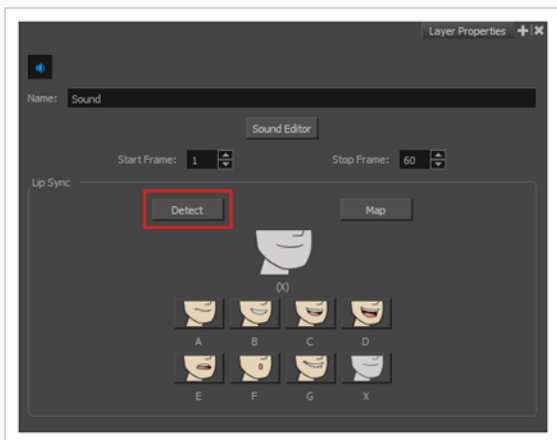 Layer Properties
Name: Sound
Sound Editor
Start Frame: 1 Stop Frame: 60
Lip Sync
Detect Map
(X)
A B C D
E F G X